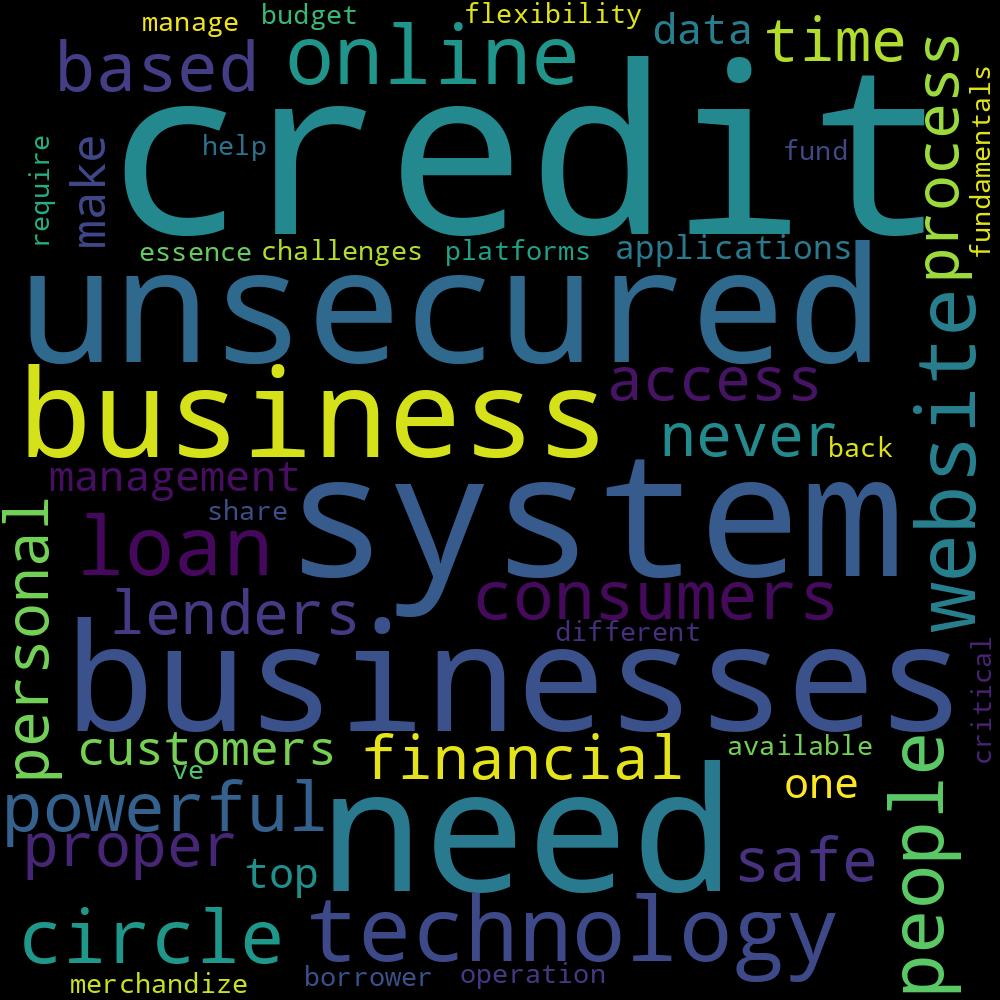 manage
budget
flexibility
data
time
based
online
credit
help
fund
process
fundamentals
require
make
essence
challenges
platforms
applications
unsecured
website
business
access
never
back
management
share
system
loan
consumers
lenders
different
personal
businesses
critical
customers
ve
financial
available
one
people
powerful
need
proper
top
safe
circle
technology
merchandize
borrower
operation